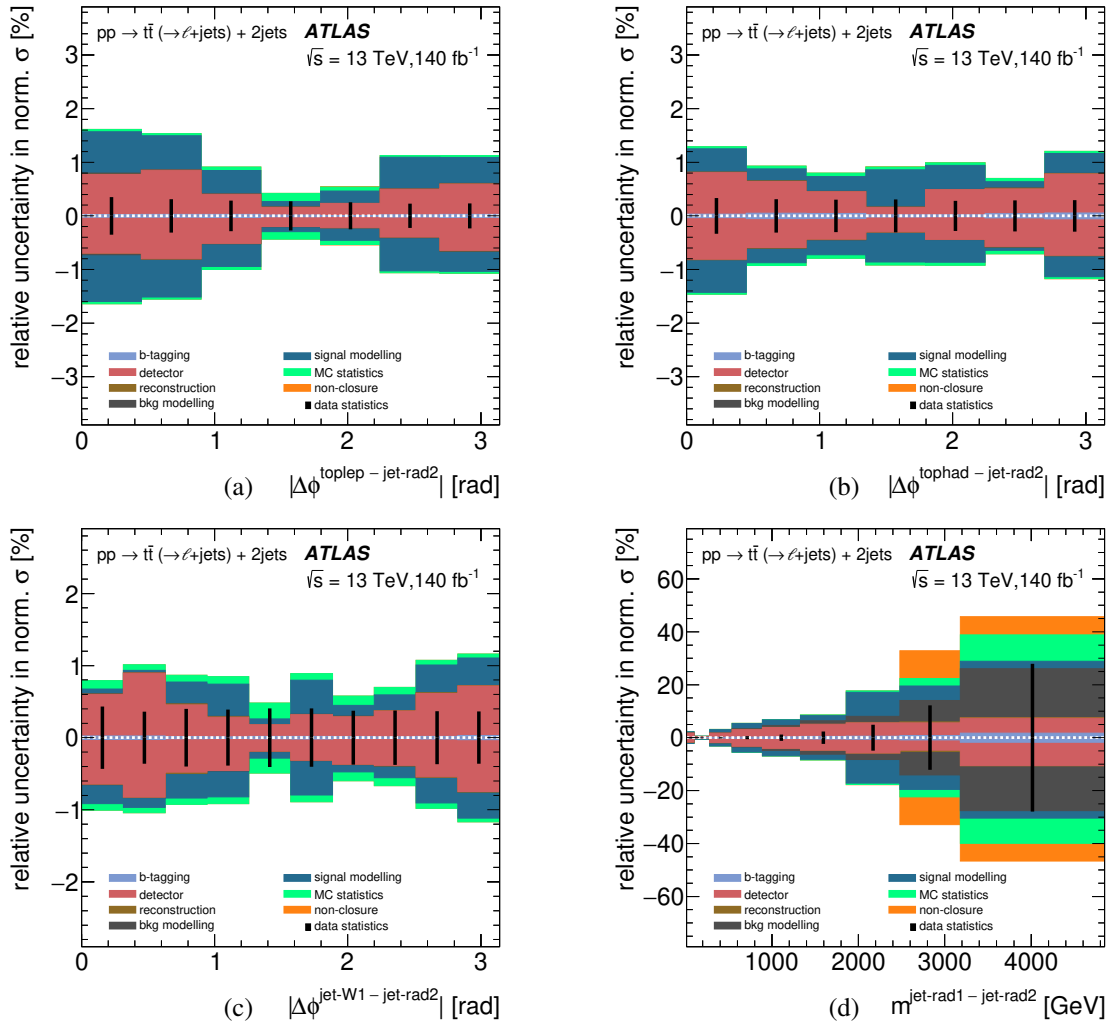 relative uncertainty in norm. σ [%]
pp → tt̄ (→ℓ+jets) + 2jets ATLAS
√s = 13 TeV,140 fb⁻¹
3
2
1
0
−1
−2
−3
b-tagging
detector
reconstruction
bkg modelling
signal modelling
MC statistics
non-closure
data statistics
0 1 2 3
(a) |Δϕ^toplep − jet-rad2| [rad]
relative uncertainty in norm. σ [%]
pp → tt̄ (→ℓ+jets) + 2jets ATLAS
√s = 13 TeV,140 fb⁻¹
3
2
1
0
−1
−2
−3
b-tagging
detector
reconstruction
bkg modelling
signal modelling
MC statistics
non-closure
data statistics
0 1 2 3
(b) |Δϕ^tophad − jet-rad2| [rad]
relative uncertainty in norm. σ [%]
pp → tt̄ (→ℓ+jets) + 2jets ATLAS
√s = 13 TeV,140 fb⁻¹
2
1
0
−1
−2
b-tagging
detector
reconstruction
bkg modelling
signal modelling
MC statistics
non-closure
data statistics
0 1 2 3
(c) |Δϕ^jet-W1 − jet-rad2| [rad]
relative uncertainty in norm. σ [%]
pp → tt̄ (→ℓ+jets) + 2jets ATLAS
√s = 13 TeV,140 fb⁻¹
60
40
20
0
−20
−40
−60
b-tagging
detector
reconstruction
bkg modelling
signal modelling
MC statistics
non-closure
data statistics
1000 2000 3000 4000
(d) m^jet-rad1 − jet-rad2 [GeV]